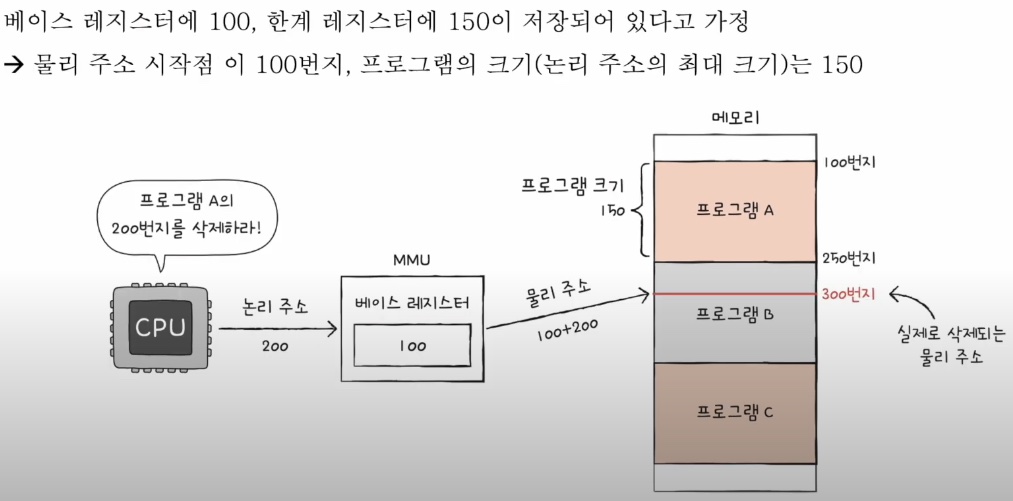 베이스 레지스터에 100, 한계 레지스터에 150이 저장되어 있다고 가정
→ 물리 주소 시작점 이 100번지, 프로그램의 크기(논리 주소의 최대 크기)는 150
메모리
100번지
프로그램 크기
150
프로그램 A
프로그램 A의
200번지를 삭제하라!
250번지
MMU
베이스 레지스터
100
CPU
논리 주소
200
물리 주소
100+200
300번지
프로그램 B
실제로 삭제되는
물리 주소
프로그램 C